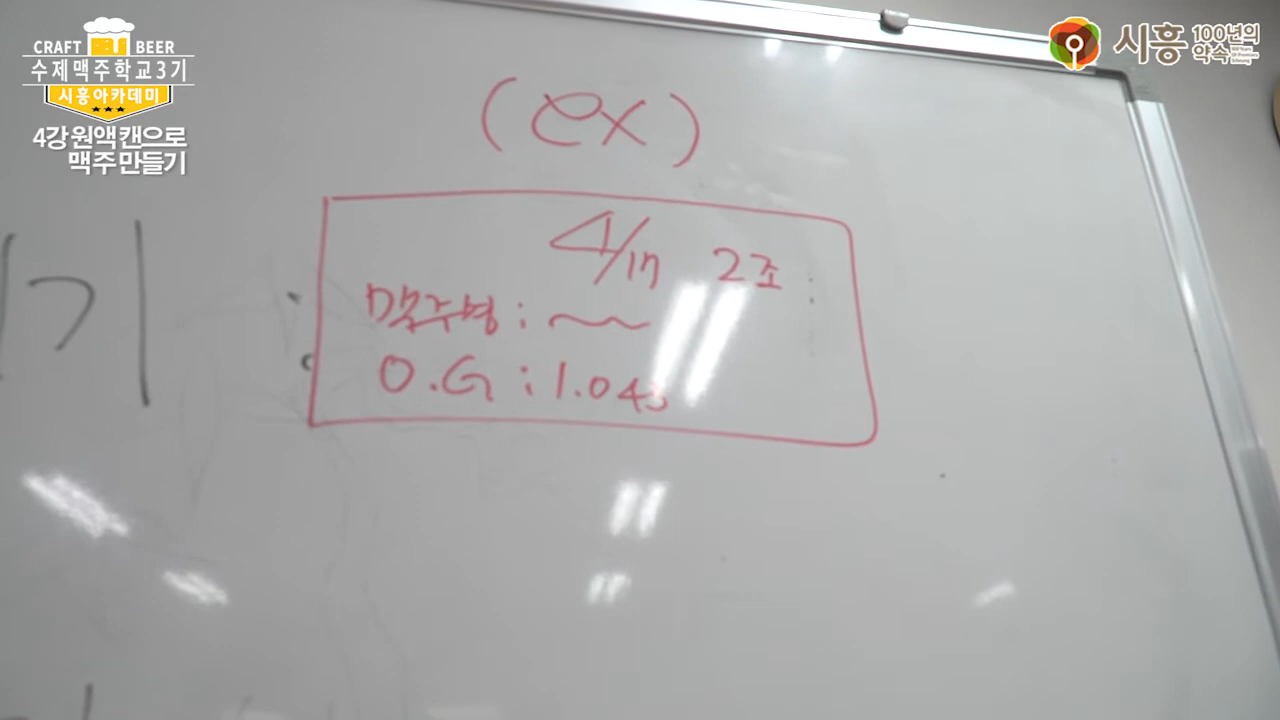 CRAFT BEER
수제맥주학교3기
시흥아카데미
4강 원액 캔으로
맥주 만들기
시흥 100년의
약속
(ex)
4/17 2조
맥주명 : ~~
O.G : 1.043
기